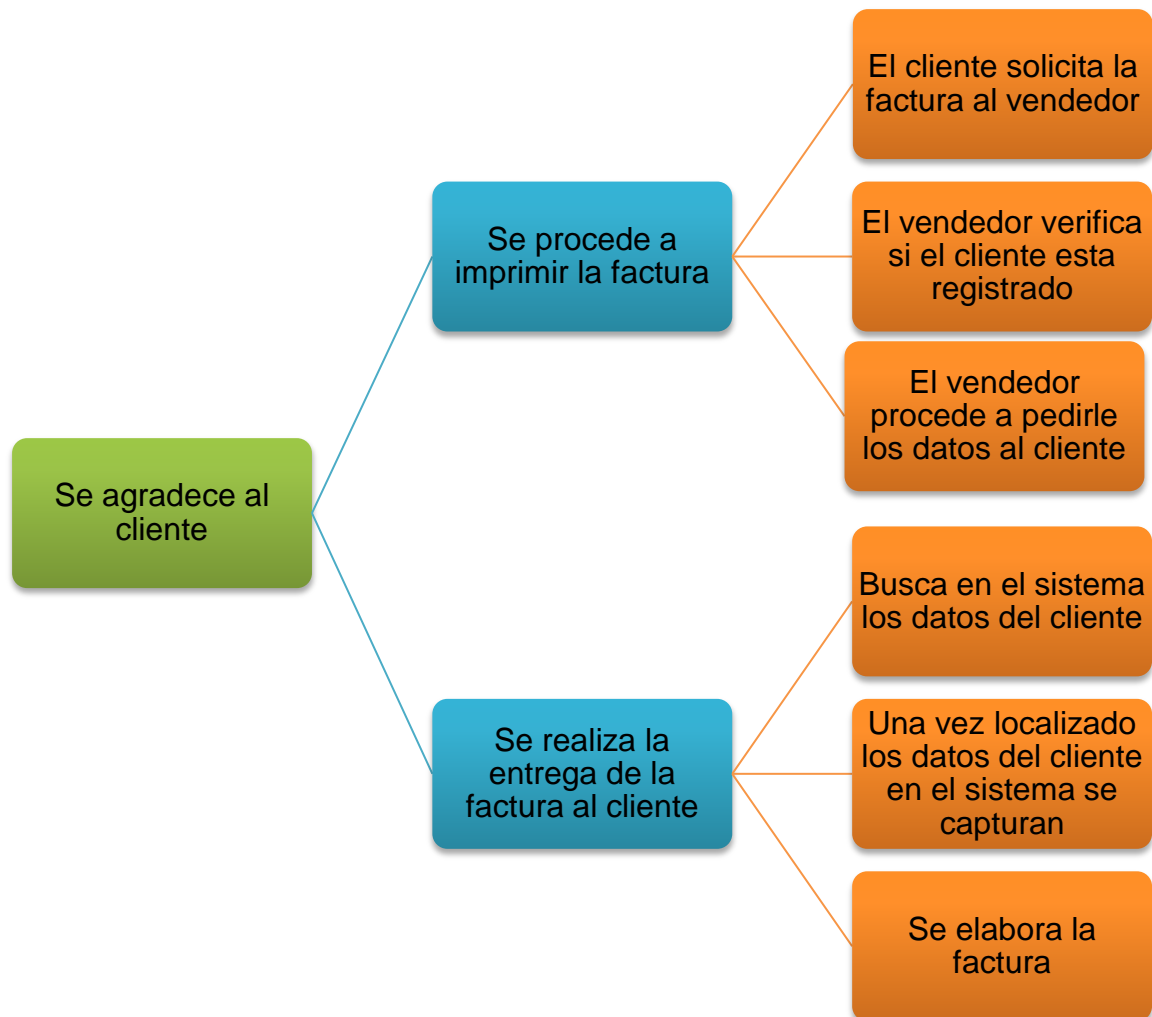 Se agradece al
cliente
Se procede a
imprimir la factura
El cliente solicita la
factura al vendedor
El vendedor verifica
si el cliente esta
registrado
El vendedor
procede a pedirle
los datos al cliente
Se realiza la
entrega de la
factura al cliente
Busca en el sistema
los datos del cliente
Una vez localizado
los datos del cliente
en el sistema se
capturan
Se elabora la
factura